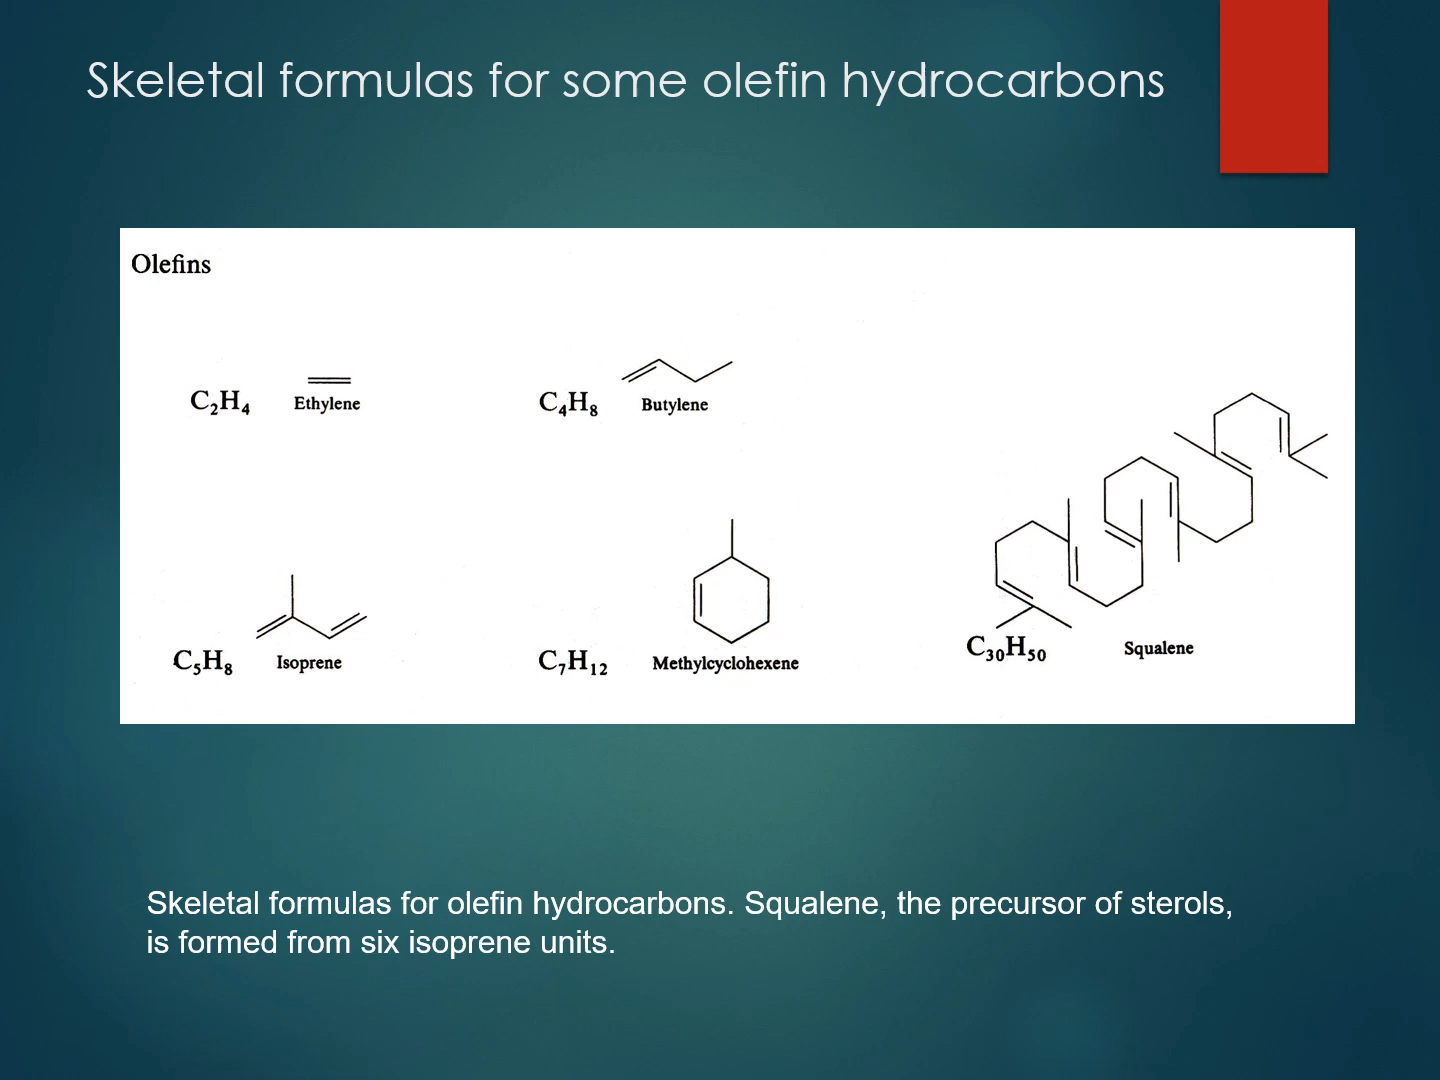 Skeletal formulas for some olefin hydrocarbons
Olefins
C₂H₄
Ethylene
C₄H₈
Butylene
C₅H₈
Isoprene
C₇H₁₂
Methylcyclohexene
C₃₀H₅₀
Squalene
Skeletal formulas for olefin hydrocarbons. Squalene, the precursor of sterols,
is formed from six isoprene units.